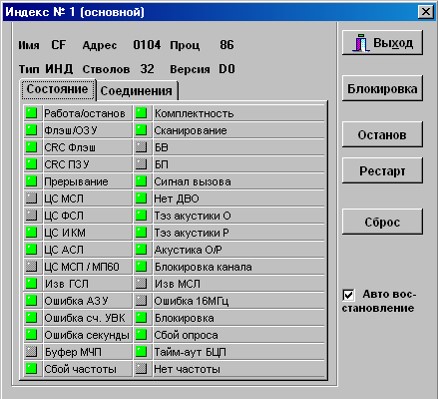 Индекс № 1 (основной)
Имя CF Адрес 0104 Проц 86
Выход
Тип ИНД Стволов 32 Версия D0
Состояние Соединения
Блокировка
Работа/останов Комплектность
Флэш/ОЗУ Сканирование
Останов
CRC Флэш БВ
CRC ПЗУ БП
Рестарт
Прерывание Сигнал вызова
ЦС МСЛ Нет ДВО
ЦС ФСЛ Тэз акустики О
Сброс
ЦС ИКМ Тэз акустики Р
ЦС АСЛ Акустика О/Р
ЦС МСП / МП60 Блокировка канала
Изв ГСЛ Изв МСЛ
Авто вос-
становление
Ошибка АЗУ Ошибка 16МГц
Ошибка сч. УВК Блокировка
Ошибка секунды Сбой опроса
Буфер МЧП Тайм-аут БЦП
Сбой частоты Нет частоты